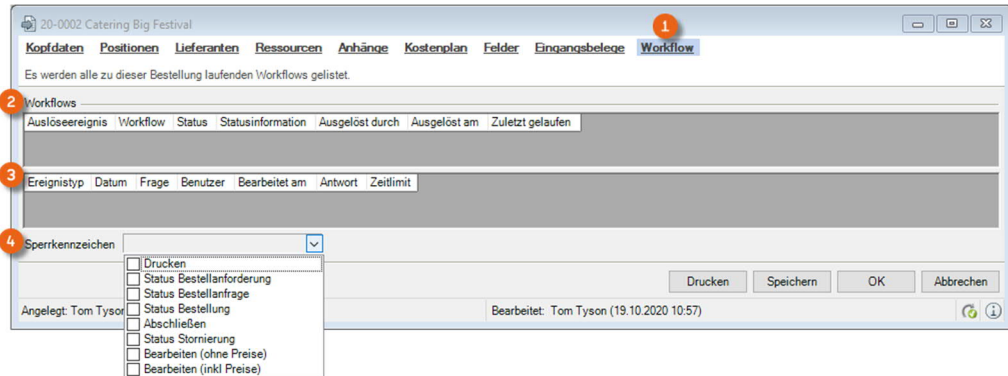 20-0002 Catering Big Festival
1
Kopfdaten Positionen Lieferanten Ressourcen Anhänge Kostenplan Felder Eingangsbelege Workflow
Es werden alle zu dieser Bestellung laufenden Workflows gelistet.
2 Workflows
Auslöseereignis Workflow Status Statusinformation Ausgelöst durch Ausgelöst am Zuletzt gelaufen
3
Ereignistyp Datum Frage Benutzer Bearbeitet am Antwort Zeitlimit
4 Sperrkennzeichen
Drucken
Status Bestellanforderung
Status Bestellanfrage
Status Bestellung
Abschließen
Status Stornierung
Bearbeiten (ohne Preise)
Bearbeiten (inkl Preise)
Drucken Speichern OK Abbrechen
Angelegt: Tom Tyson Bearbeitet: Tom Tyson (19.10.2020 10:57)